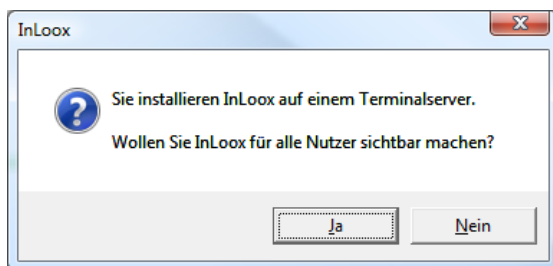 InLoox
Sie installieren InLoox auf einem Terminalserver.
Wollen Sie InLoox für alle Nutzer sichtbar machen?
Ja
Nein